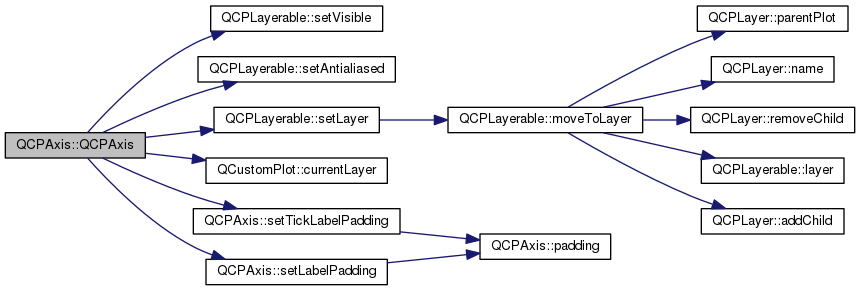 QCPAxis::QCPAxis
QCPLayerable::setVisible
QCPLayerable::setAntialiased
QCPLayerable::setLayer
QCustomPlot::currentLayer
QCPAxis::setTickLabelPadding
QCPAxis::setLabelPadding
QCPLayerable::moveToLayer
QCPAxis::padding
QCPLayer::parentPlot
QCPLayer::name
QCPLayer::removeChild
QCPLayerable::layer
QCPLayer::addChild